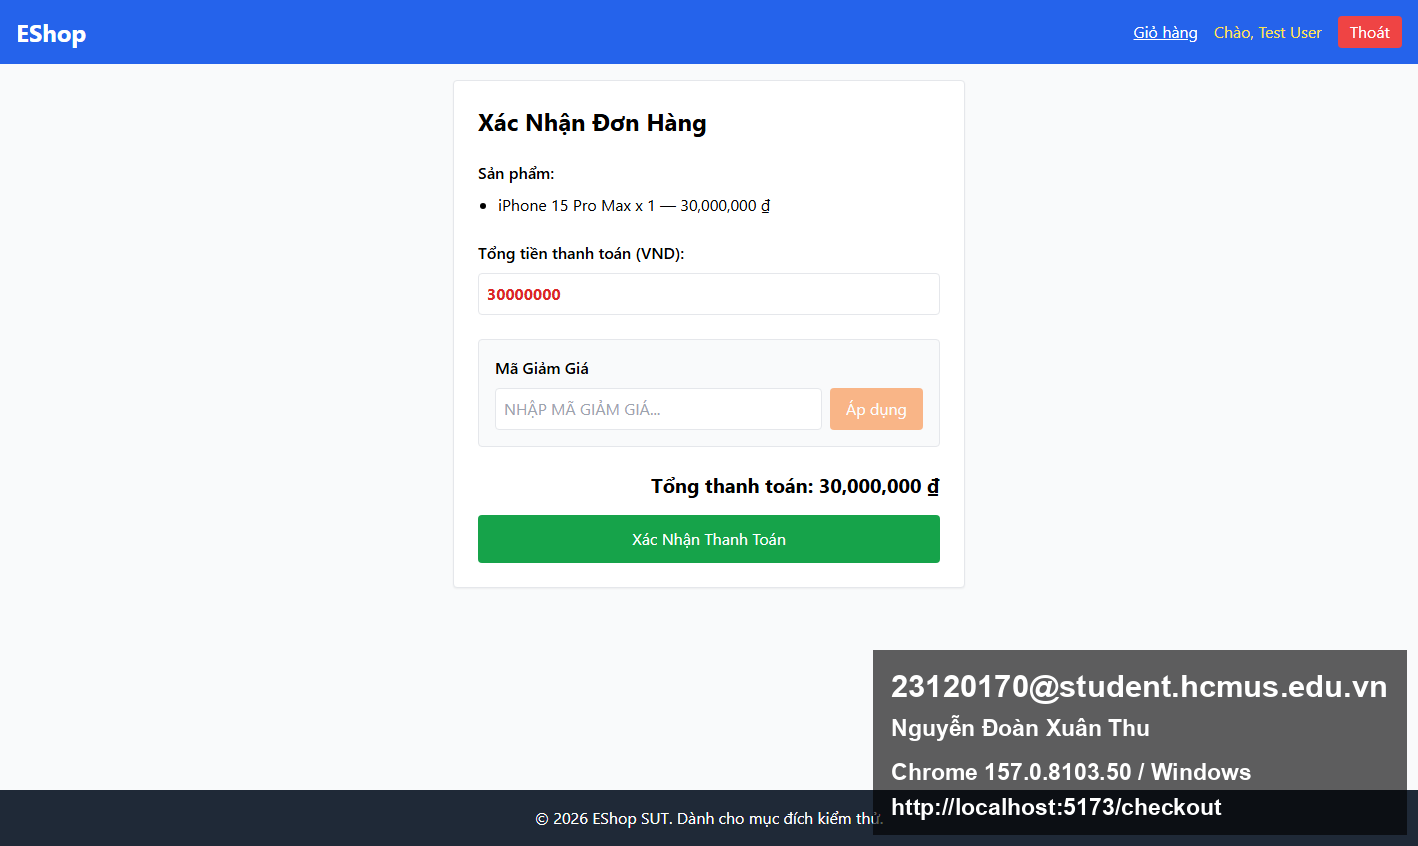 EShop
Giỏ hàng
Chào, Test User
Thoát
Xác Nhận Đơn Hàng
Sản phẩm:
iPhone 15 Pro Max x 1 — 30,000,000 ₫
Tổng tiền thanh toán (VND):
30000000
Mã Giảm Giá
NHẬP MÃ GIẢM GIÁ...
Áp dụng
Tổng thanh toán: 30,000,000 ₫
Xác Nhận Thanh Toán
23120170@student.hcmus.edu.vn
Nguyễn Đoàn Xuân Thu
Chrome 157.0.8103.50 / Windows
http://localhost:5173/checkout
© 2026 EShop SUT. Dành cho mục đích kiểm thử.